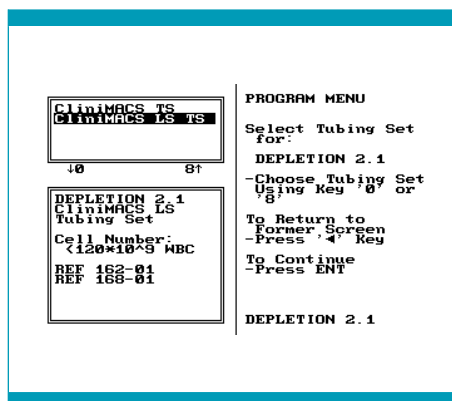 CliniMACS TS
CliniMACS LS TS
↓0 8↑
DEPLETION 2.1
CliniMACS LS
Tubing Set
Cell Number:
<120*10^9 WBC
REF 162-01
REF 168-01
PROGRAM MENU
Select Tubing Set
for:
DEPLETION 2.1
-Choose Tubing Set
Using Key '0' or
'8'
To Return to
Former Screen
-Press '◄' Key
To Continue
-Press ENT
DEPLETION 2.1